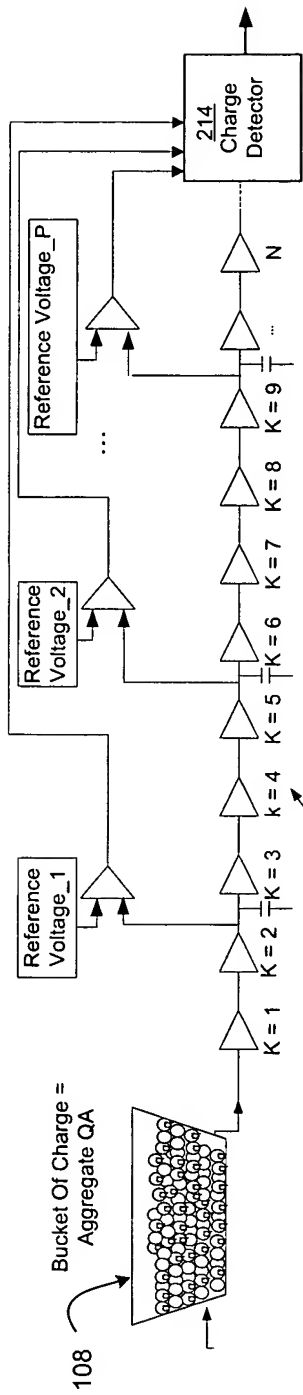 108
Bucket Of Charge =
Aggregate QA
Reference
Voltage_1
Reference
Voltage_2
...
Reference Voltage_P
214
Charge
Detector
K = 1
K = 2
K = 3
k = 4
K = 5
K = 6
K = 7
K = 8
K = 9
...
N